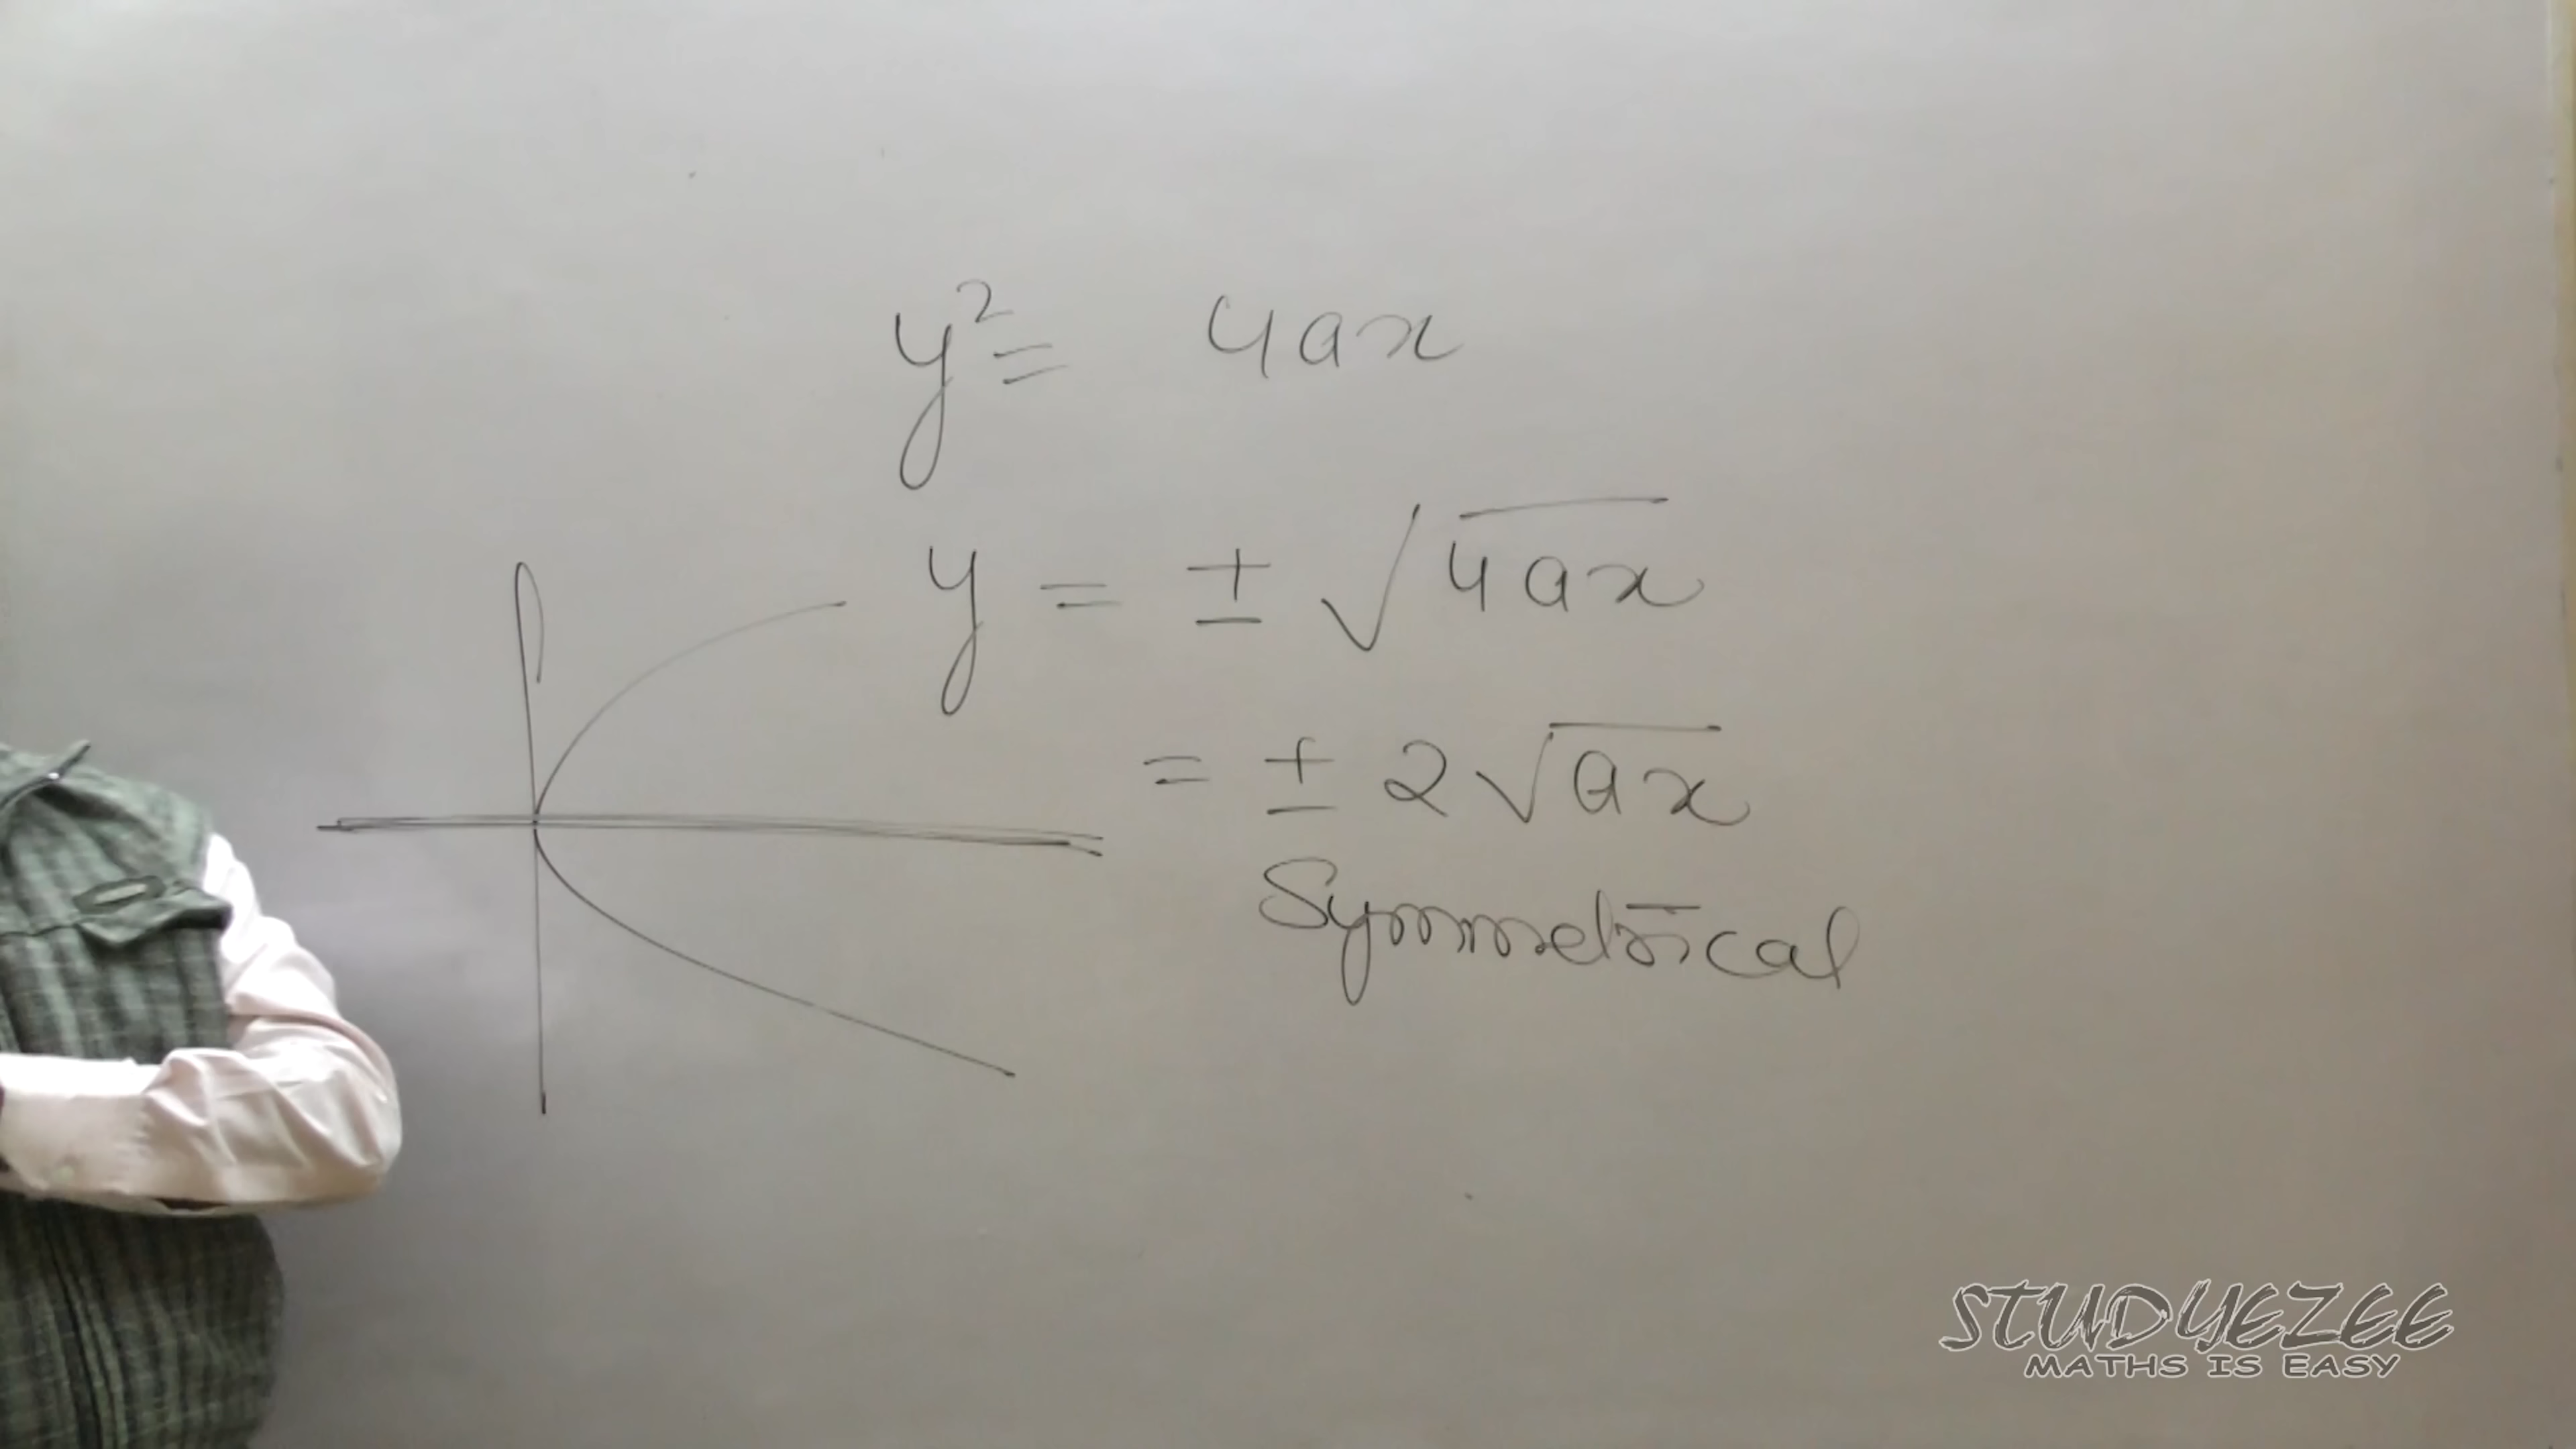 y² = 4ax
y = ± √4ax
= ± 2√ax
Symmetrical
STUDYEZEE
MATHS IS EASY